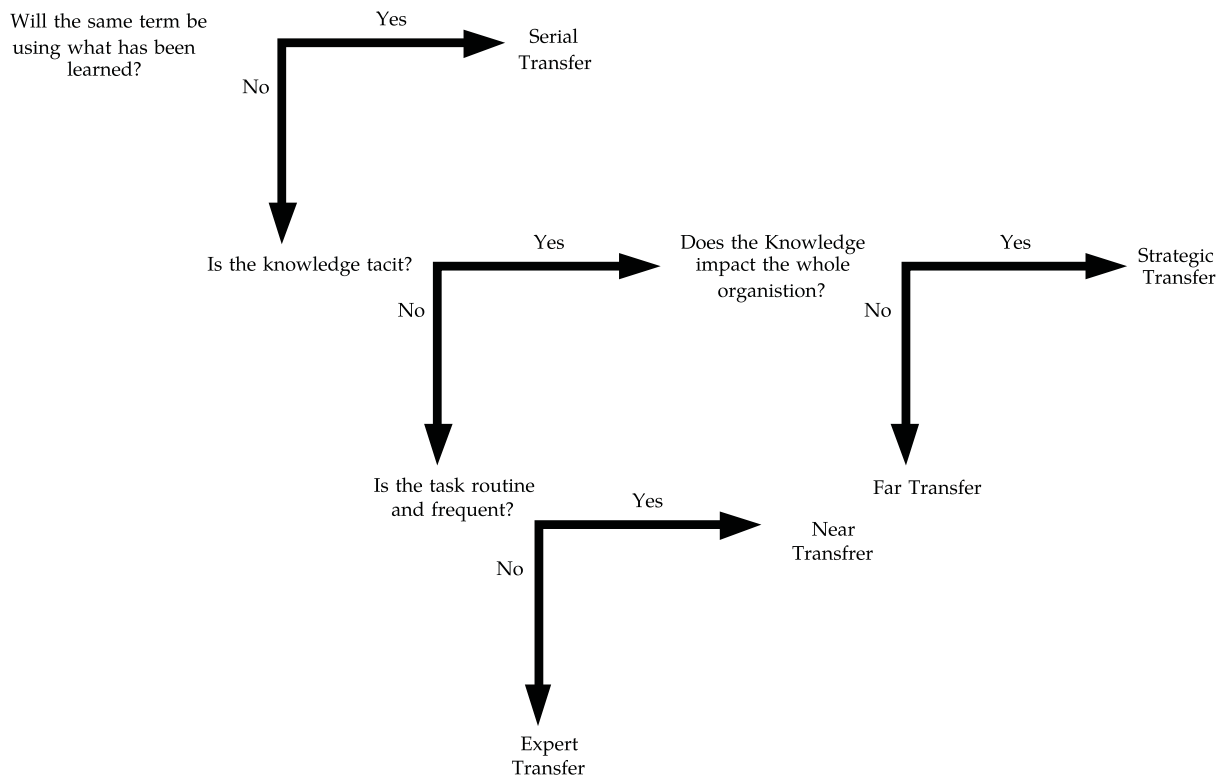 Will the same term be
using what has been
learned?
Yes
Serial
Transfer
No
Is the knowledge tacit?
Yes
Does the Knowledge
impact the whole
organistion?
Yes
Strategic
Transfer
No
No
Is the task routine
and frequent?
Yes
Near
Transfrer
Far Transfer
No
Expert
Transfer